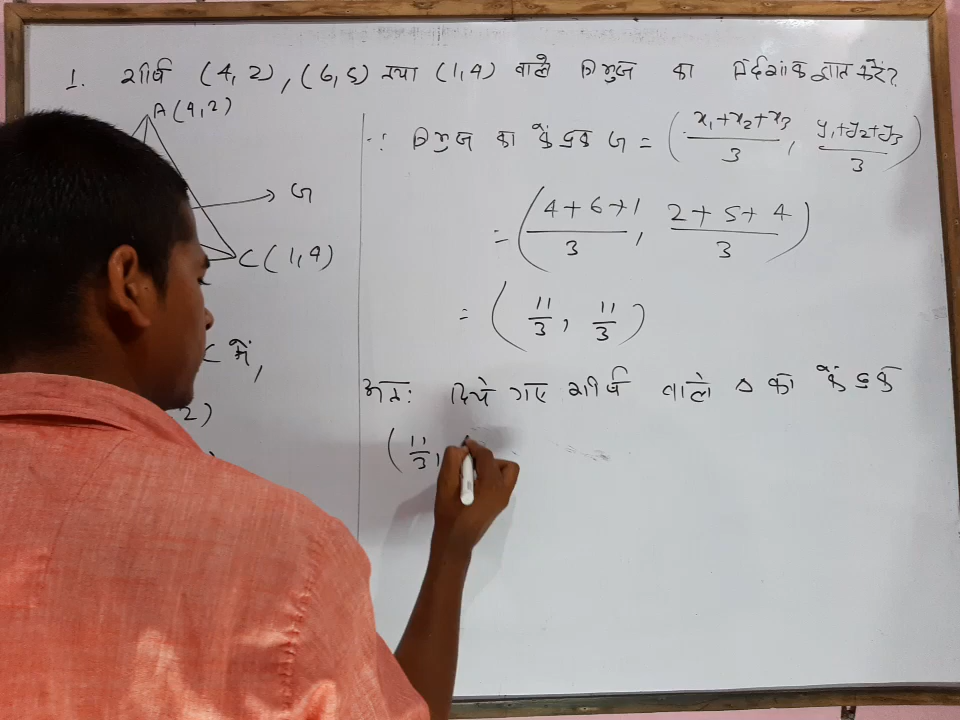 1. शीर्ष (4,2), (6,5) तथा (1,4) वाले त्रिभुज का निर्देशांक ज्ञात करें?
A(4,2)
G
C(1,4)
C में,
2)
∵ त्रिभुज का केंद्रक G = (x₁+x₂+x₃/3, y₁+y₂+y₃/3)
= (4+6+1/3, 2+5+4/3)
= (11/3, 11/3)
अतः दिये गए शीर्ष वाले Δ का केंद्रक
(11/3,